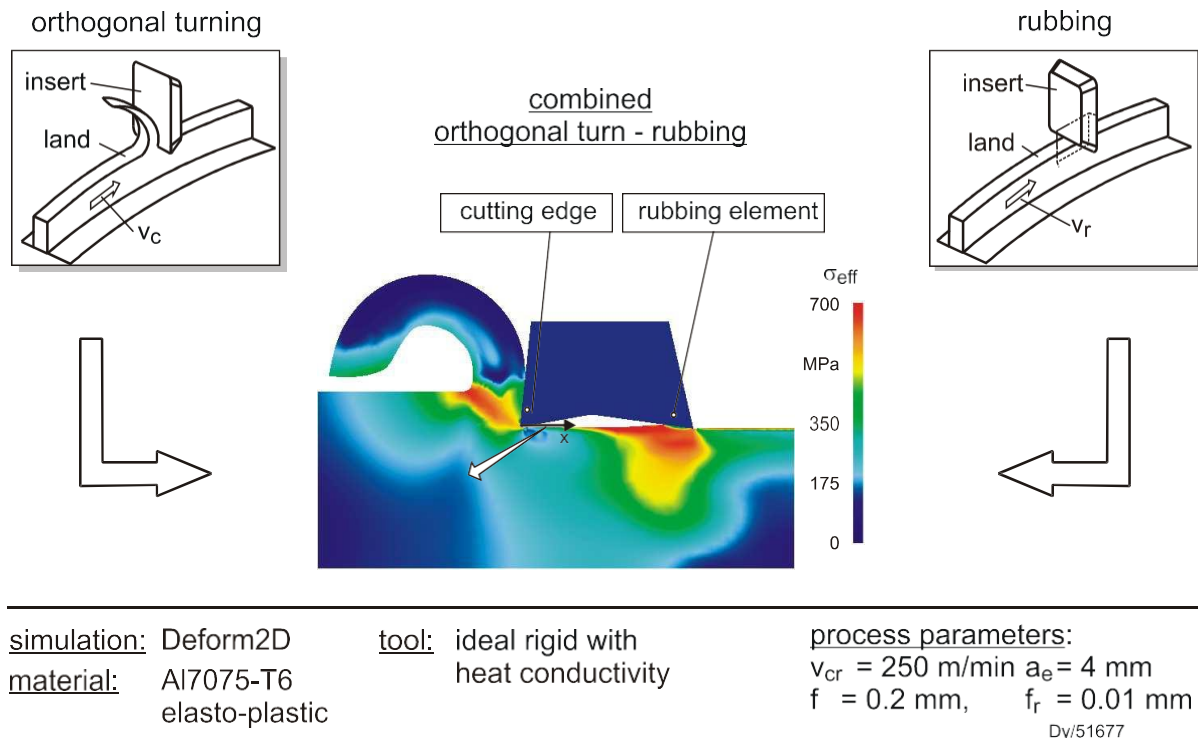 orthogonal turning
insert
land
vc
combined
orthogonal turn - rubbing
rubbing
insert
land
vr
cutting edge
rubbing element
x
σeff
700
MPa
350
175
0
simulation: Deform2D
material: Al7075-T6
elasto-plastic
tool: ideal rigid with
heat conductivity
process parameters:
vcr = 250 m/min ae = 4 mm
f = 0.2 mm, fr = 0.01 mm
Dy/51677